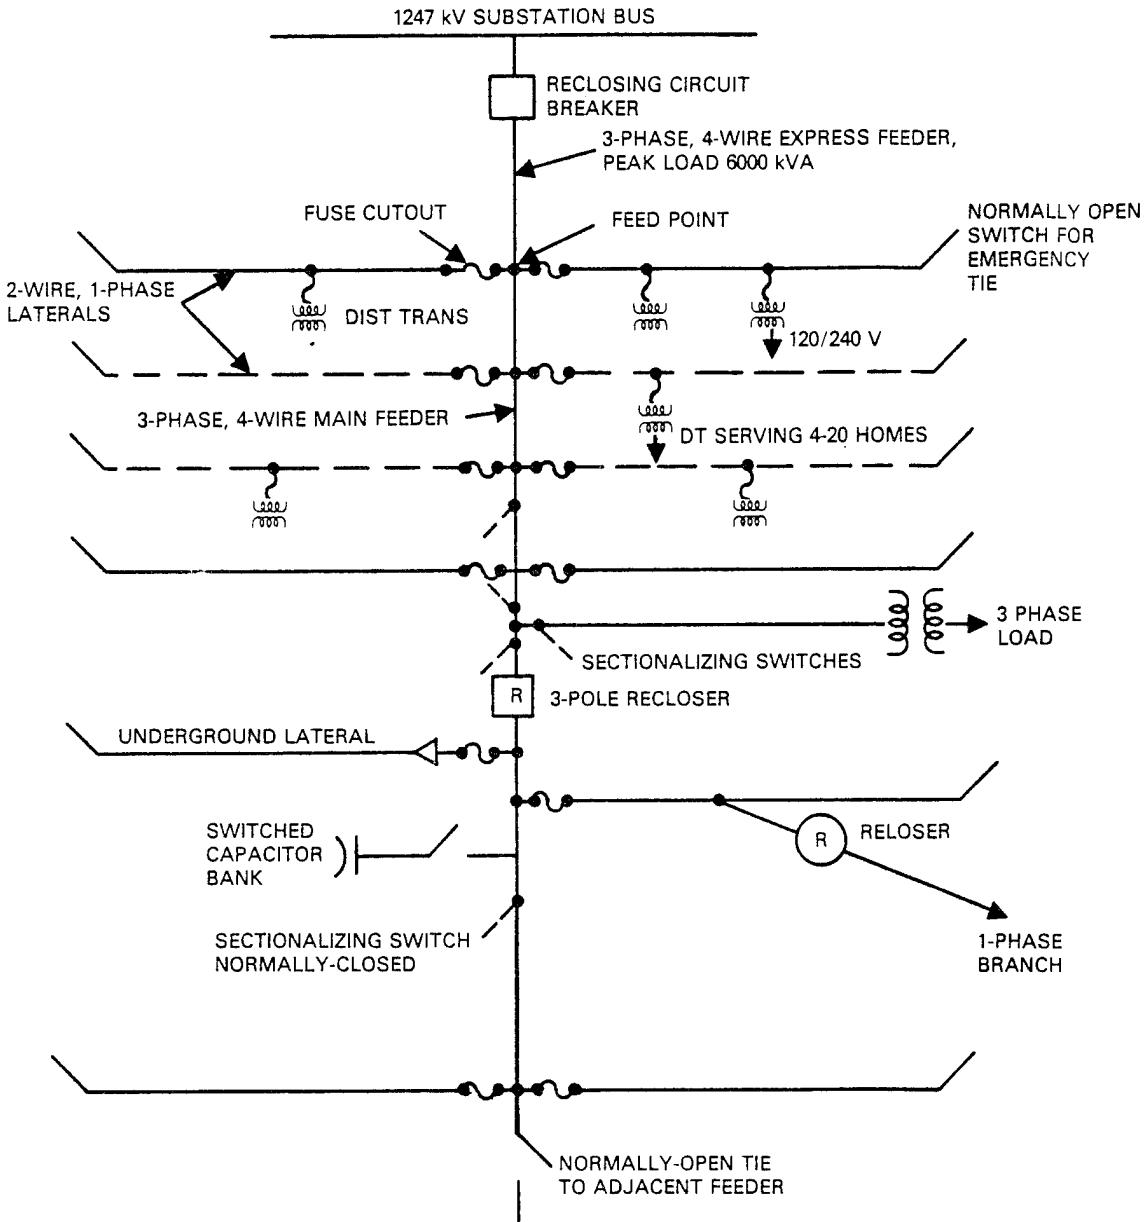 1247 kV SUBSTATION BUS
RECLOSING CIRCUIT
BREAKER
3-PHASE, 4-WIRE EXPRESS FEEDER,
PEAK LOAD 6000 kVA
FUSE CUTOUT
FEED POINT
NORMALLY OPEN
SWITCH FOR
EMERGENCY
TIE
2-WIRE, 1-PHASE
LATERALS
DIST TRANS
120/240 V
3-PHASE, 4-WIRE MAIN FEEDER
DT SERVING 4-20 HOMES
3 PHASE
LOAD
SECTIONALIZING SWITCHES
R
3-POLE RECLOSER
UNDERGROUND LATERAL
SWITCHED
CAPACITOR
BANK
R
RELOSER
SECTIONALIZING SWITCH
NORMALLY-CLOSED
1-PHASE
BRANCH
NORMALLY-OPEN TIE
TO ADJACENT FEEDER